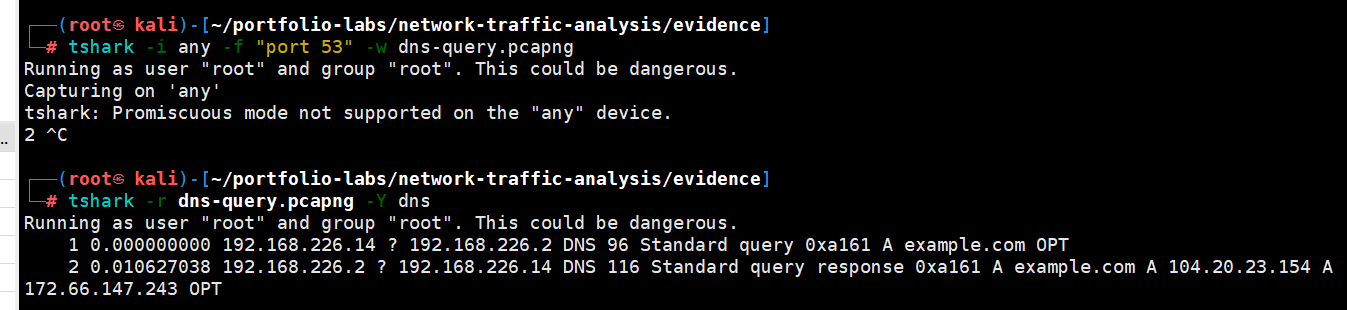 ┌──(root㉿ kali)-[~/portfolio-labs/network-traffic-analysis/evidence]
└─# tshark -i any -f "port 53" -w dns-query.pcapng
Running as user "root" and group "root". This could be dangerous.
Capturing on 'any'
tshark: Promiscuous mode not supported on the "any" device.
2 ^C
..
┌──(root㉿ kali)-[~/portfolio-labs/network-traffic-analysis/evidence]
└─# tshark -r dns-query.pcapng -Y dns
Running as user "root" and group "root". This could be dangerous.
    1 0.000000000 192.168.226.14 ? 192.168.226.2 DNS 96 Standard query 0xa161 A example.com OPT
    2 0.010627038 192.168.226.2 ? 192.168.226.14 DNS 116 Standard query response 0xa161 A example.com A 104.20.23.154 A
172.66.147.243 OPT